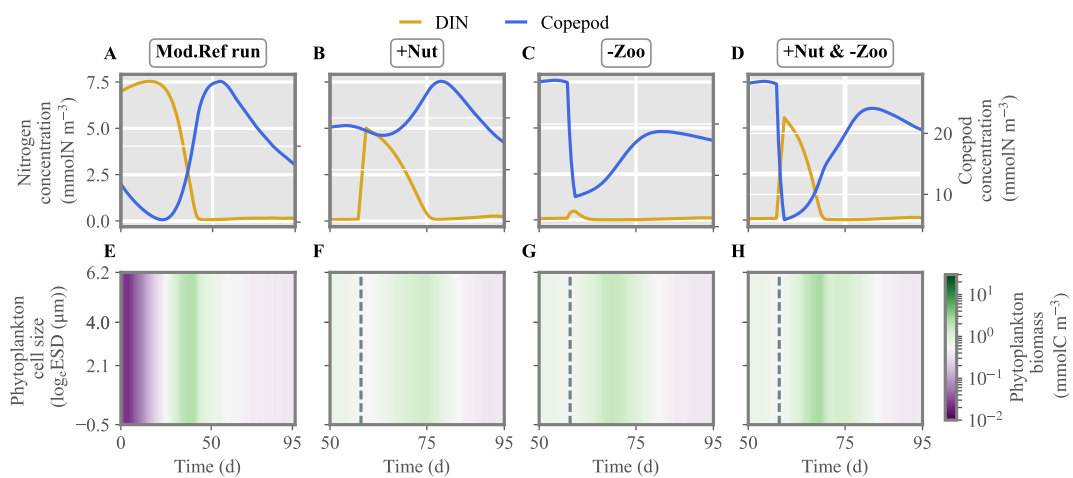 DIN Copepod
A Mod.Ref run B +Nut C -Zoo D +Nut & -Zoo
Nitrogen
concentration
(mmolN m⁻³)
7.5
5.0
2.5
0.0
20
10
Copepod
concentration
(mmolN m⁻³)
E F G H
Phytoplankton
cell size
(logₑESD (μm))
6.2
4.0
2.1
−0.5
0 50 95 50 75 95 50 75 95 50 75 95
Time (d) Time (d) Time (d) Time (d)
10¹
10⁰
10⁻¹
10⁻²
Phytoplankton
biomass
(mmolC m⁻³)